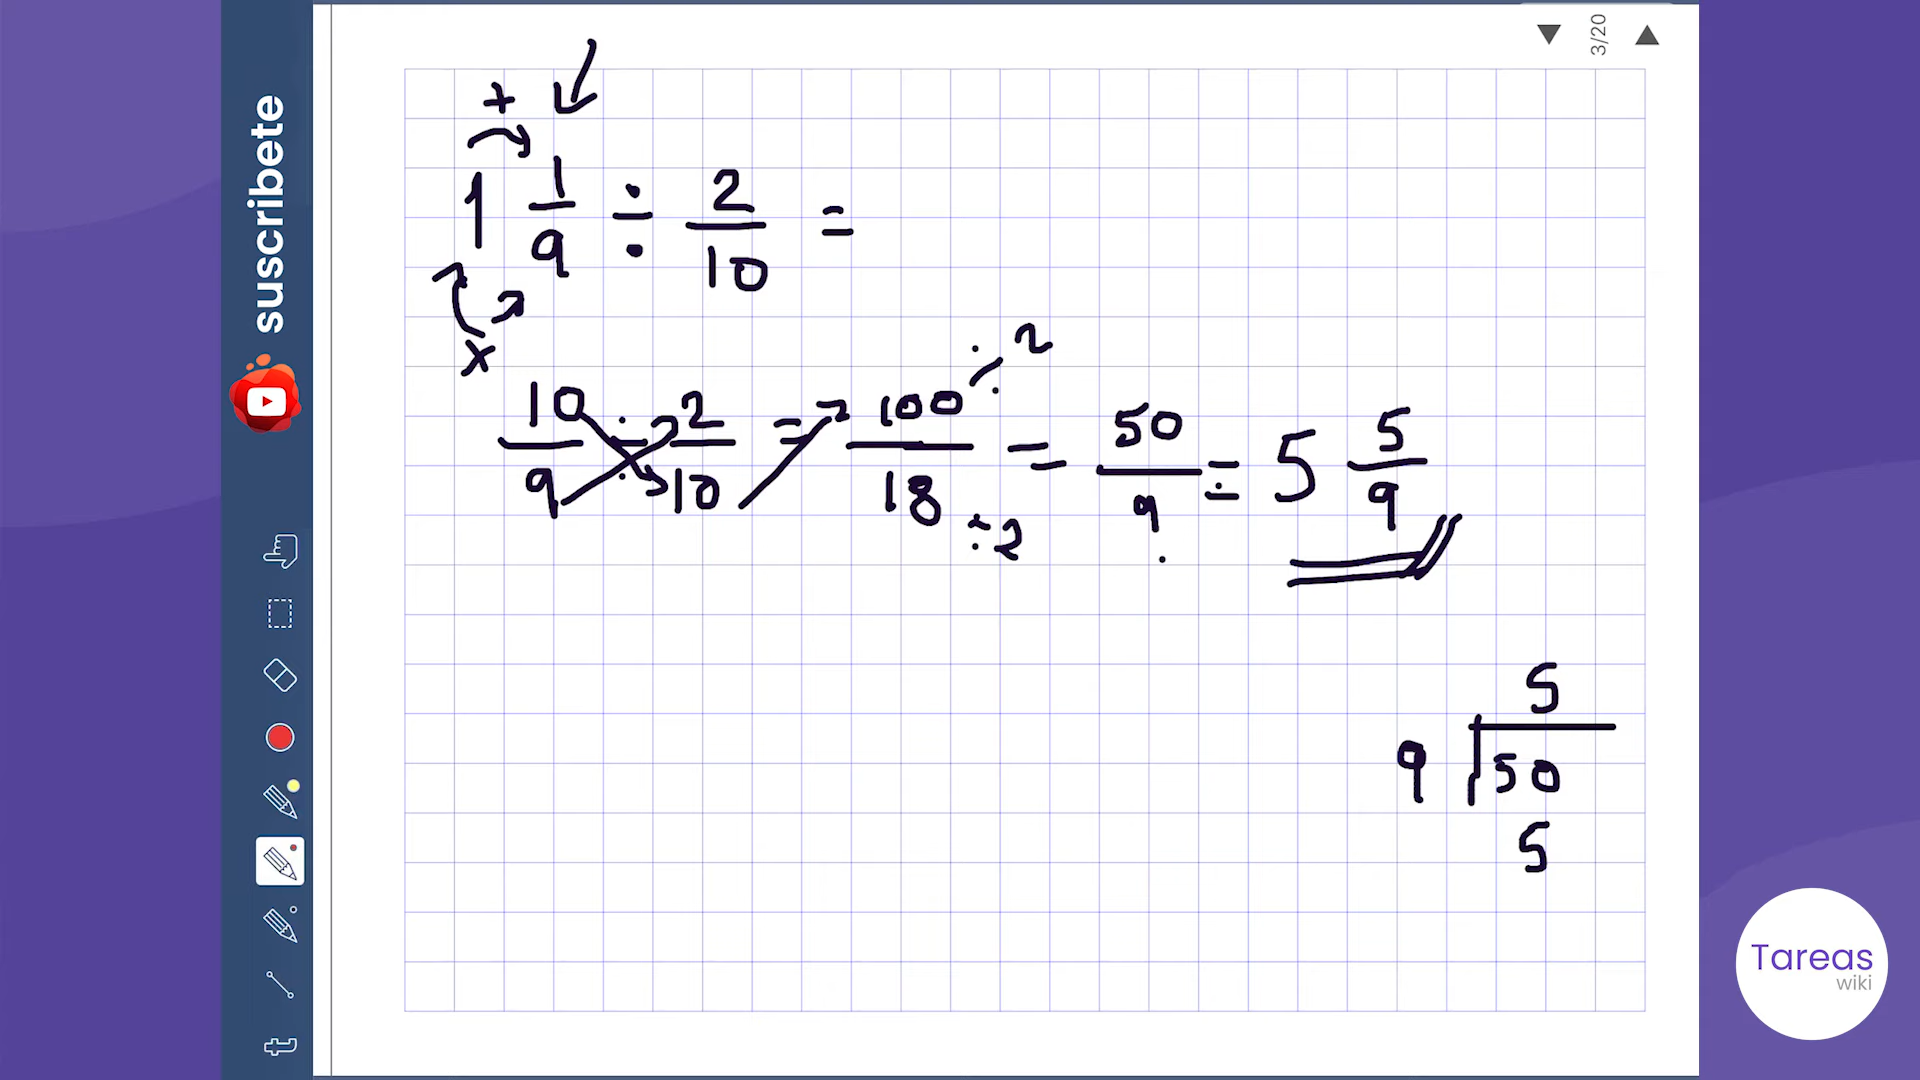 3/20
suscribete
+
1 1/9 ÷ 2/10 =
x
10/9 ÷ 2/10 = 100/18 ÷2 ÷2 = 50/9 = 5 5/9
5
9 50
5
Tareas
wiki